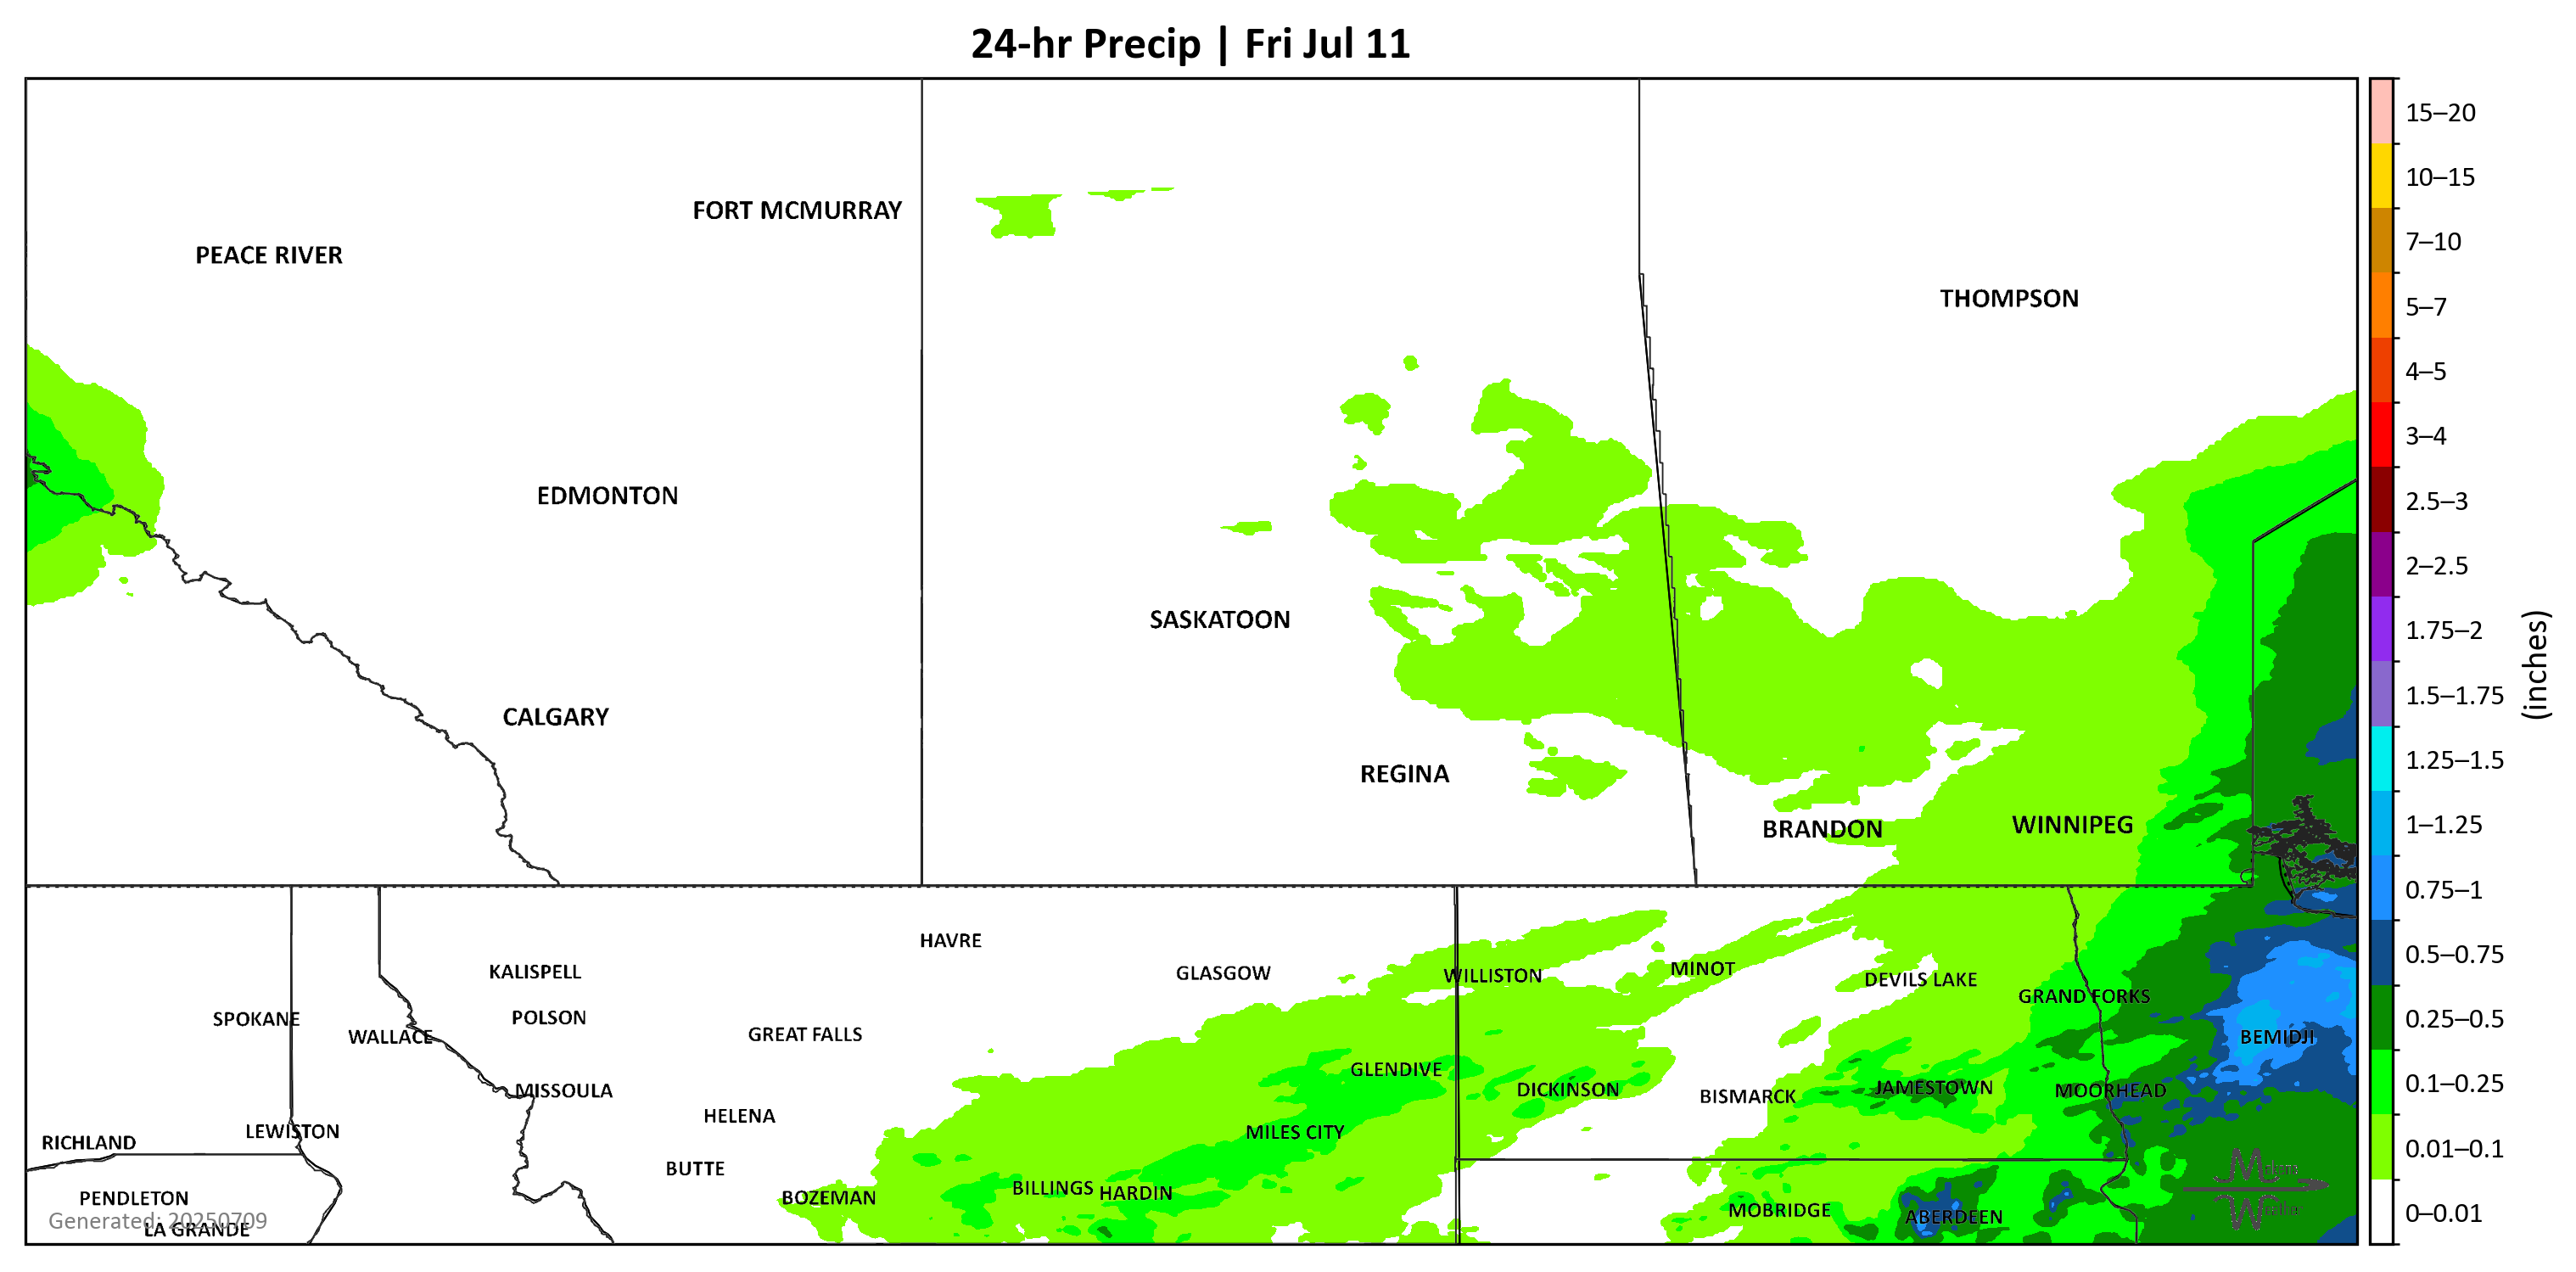 24-hr Precip | Fri Jul 11
FORT MCMURRAY
PEACE RIVER
THOMPSON
EDMONTON
SASKATOON
CALGARY
REGINA
BRANDON
WINNIPEG
HAVRE
KALISPELL
GLASGOW
WILLISTON
MINOT
DEVILS LAKE
GRAND FORKS
SPOKANE
POLSON
WALLACE
GREAT FALLS
BEMIDJI
GLENDIVE
MISSOULA
DICKINSON
BISMARCK
JAMESTOWN
MOORHEAD
HELENA
RICHLAND
LEWISTON
MILES CITY
BUTTE
PENDLETON
BOZEMAN
BILLINGS
HARDIN
MOBRIDGE
ABERDEEN
Generated: 20250709
LA GRANDE
15–20
10–15
7–10
5–7
4–5
3–4
2.5–3
2–2.5
1.75–2
1.5–1.75
1.25–1.5
1–1.25
0.75–1
0.5–0.75
0.25–0.5
0.1–0.25
0.01–0.1
0–0.01
(inches)